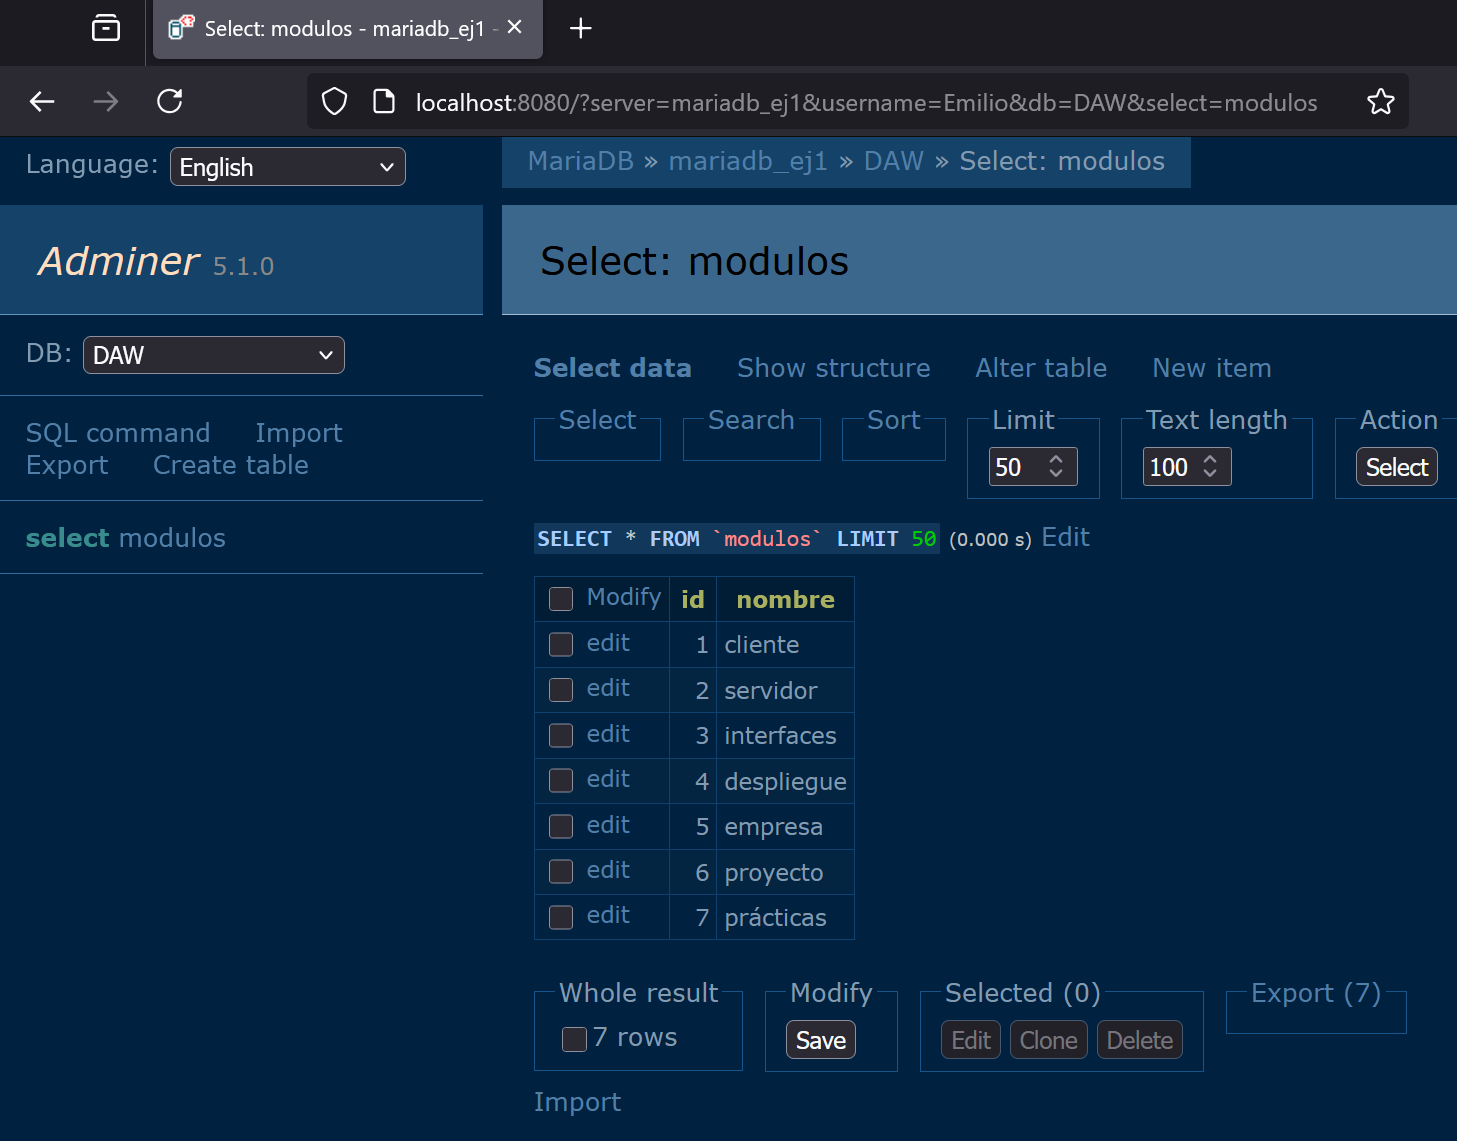 Select: modulos - mariadb_ej1 -
localhost:8080/?server=mariadb_ej1&username=Emilio&db=DAW&select=modulos
Language: English
MariaDB » mariadb_ej1 » DAW » Select: modulos
Adminer 5.1.0
Select: modulos
DB: DAW
SQL command Import
Export Create table
select modulos
Select data Show structure Alter table New item
Select Search Sort Limit Text length Action
50 100 Select
SELECT * FROM `modulos` LIMIT 50 (0.000 s) Edit
Modify id nombre
edit 1 cliente
edit 2 servidor
edit 3 interfaces
edit 4 despliegue
edit 5 empresa
edit 6 proyecto
edit 7 prácticas
Whole result Modify Selected (0) Export (7)
7 rows Save Edit Clone Delete
Import